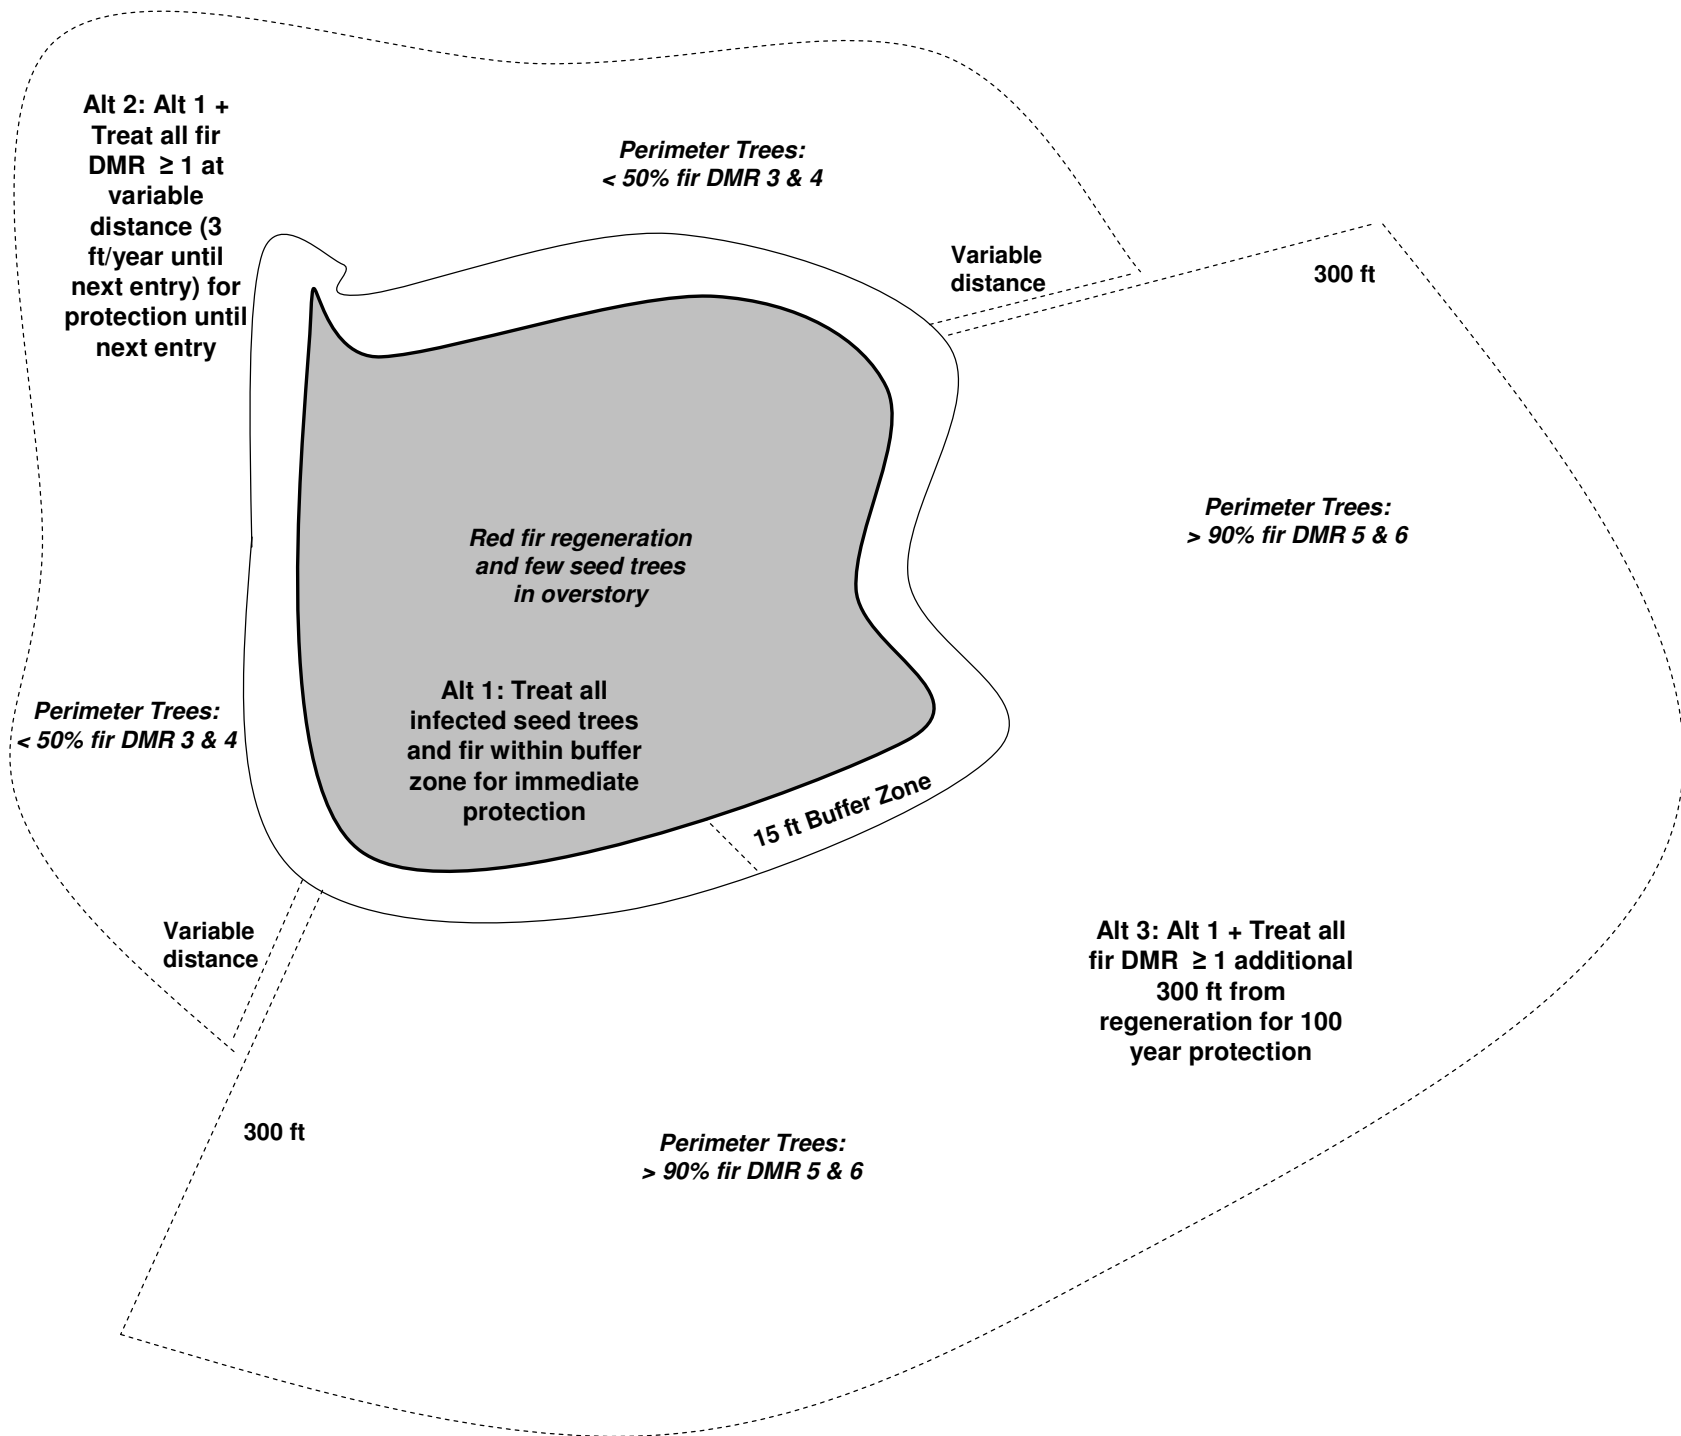 Alt 2: Alt 1 +
Treat all fir
DMR ≥ 1 at
variable
distance (3
ft/year until
next entry) for
protection until
next entry
Perimeter Trees:
< 50% fir DMR 3 & 4
Variable
distance
300 ft
Perimeter Trees:
> 90% fir DMR 5 & 6
Red fir regeneration
and few seed trees
in overstory
Alt 1: Treat all
infected seed trees
and fir within buffer
zone for immediate
protection
Perimeter Trees:
< 50% fir DMR 3 & 4
15 ft Buffer Zone
Variable
distance
Alt 3: Alt 1 + Treat all
fir DMR ≥ 1 additional
300 ft from
regeneration for 100
year protection
300 ft
Perimeter Trees:
> 90% fir DMR 5 & 6